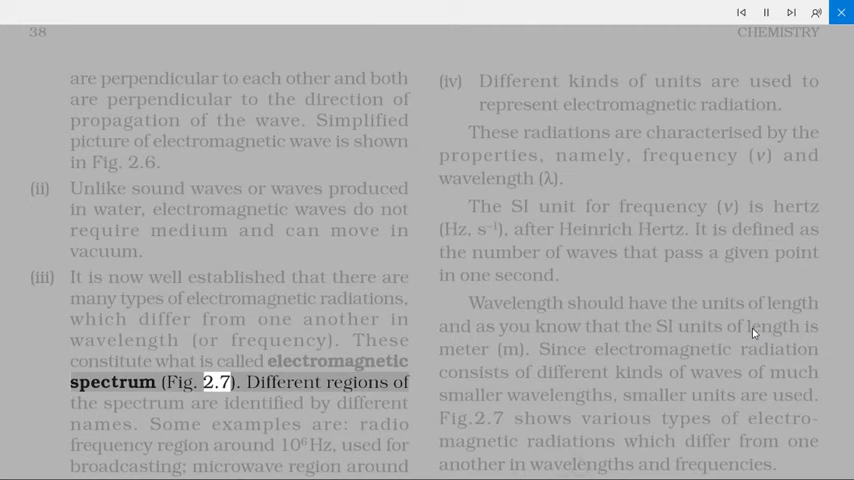 38
CHEMISTRY
are perpendicular to each other and both
are perpendicular to the direction of
propagation of the wave. Simplified
picture of electromagnetic wave is shown
in Fig. 2.6.
(ii) Unlike sound waves or waves produced
in water, electromagnetic waves do not
require medium and can move in
vacuum.
(iii) It is now well established that there are
many types of electromagnetic radiations,
which differ from one another in
wavelength (or frequency). These
constitute what is called electromagnetic
spectrum (Fig. 2.7). Different regions of
the spectrum are identified by different
names. Some examples are: radio
frequency region around 10⁶ Hz, used for
broadcasting; microwave region around
(iv) Different kinds of units are used to
represent electromagnetic radiation.
These radiations are characterised by the
properties, namely, frequency (ν) and
wavelength (λ).
The SI unit for frequency (ν) is hertz
(Hz, s⁻¹), after Heinrich Hertz. It is defined as
the number of waves that pass a given point
in one second.
Wavelength should have the units of length
and as you know that the SI units of length is
meter (m). Since electromagnetic radiation
consists of different kinds of waves of much
smaller wavelengths, smaller units are used.
Fig.2.7 shows various types of electro-
magnetic radiations which differ from one
another in wavelengths and frequencies.